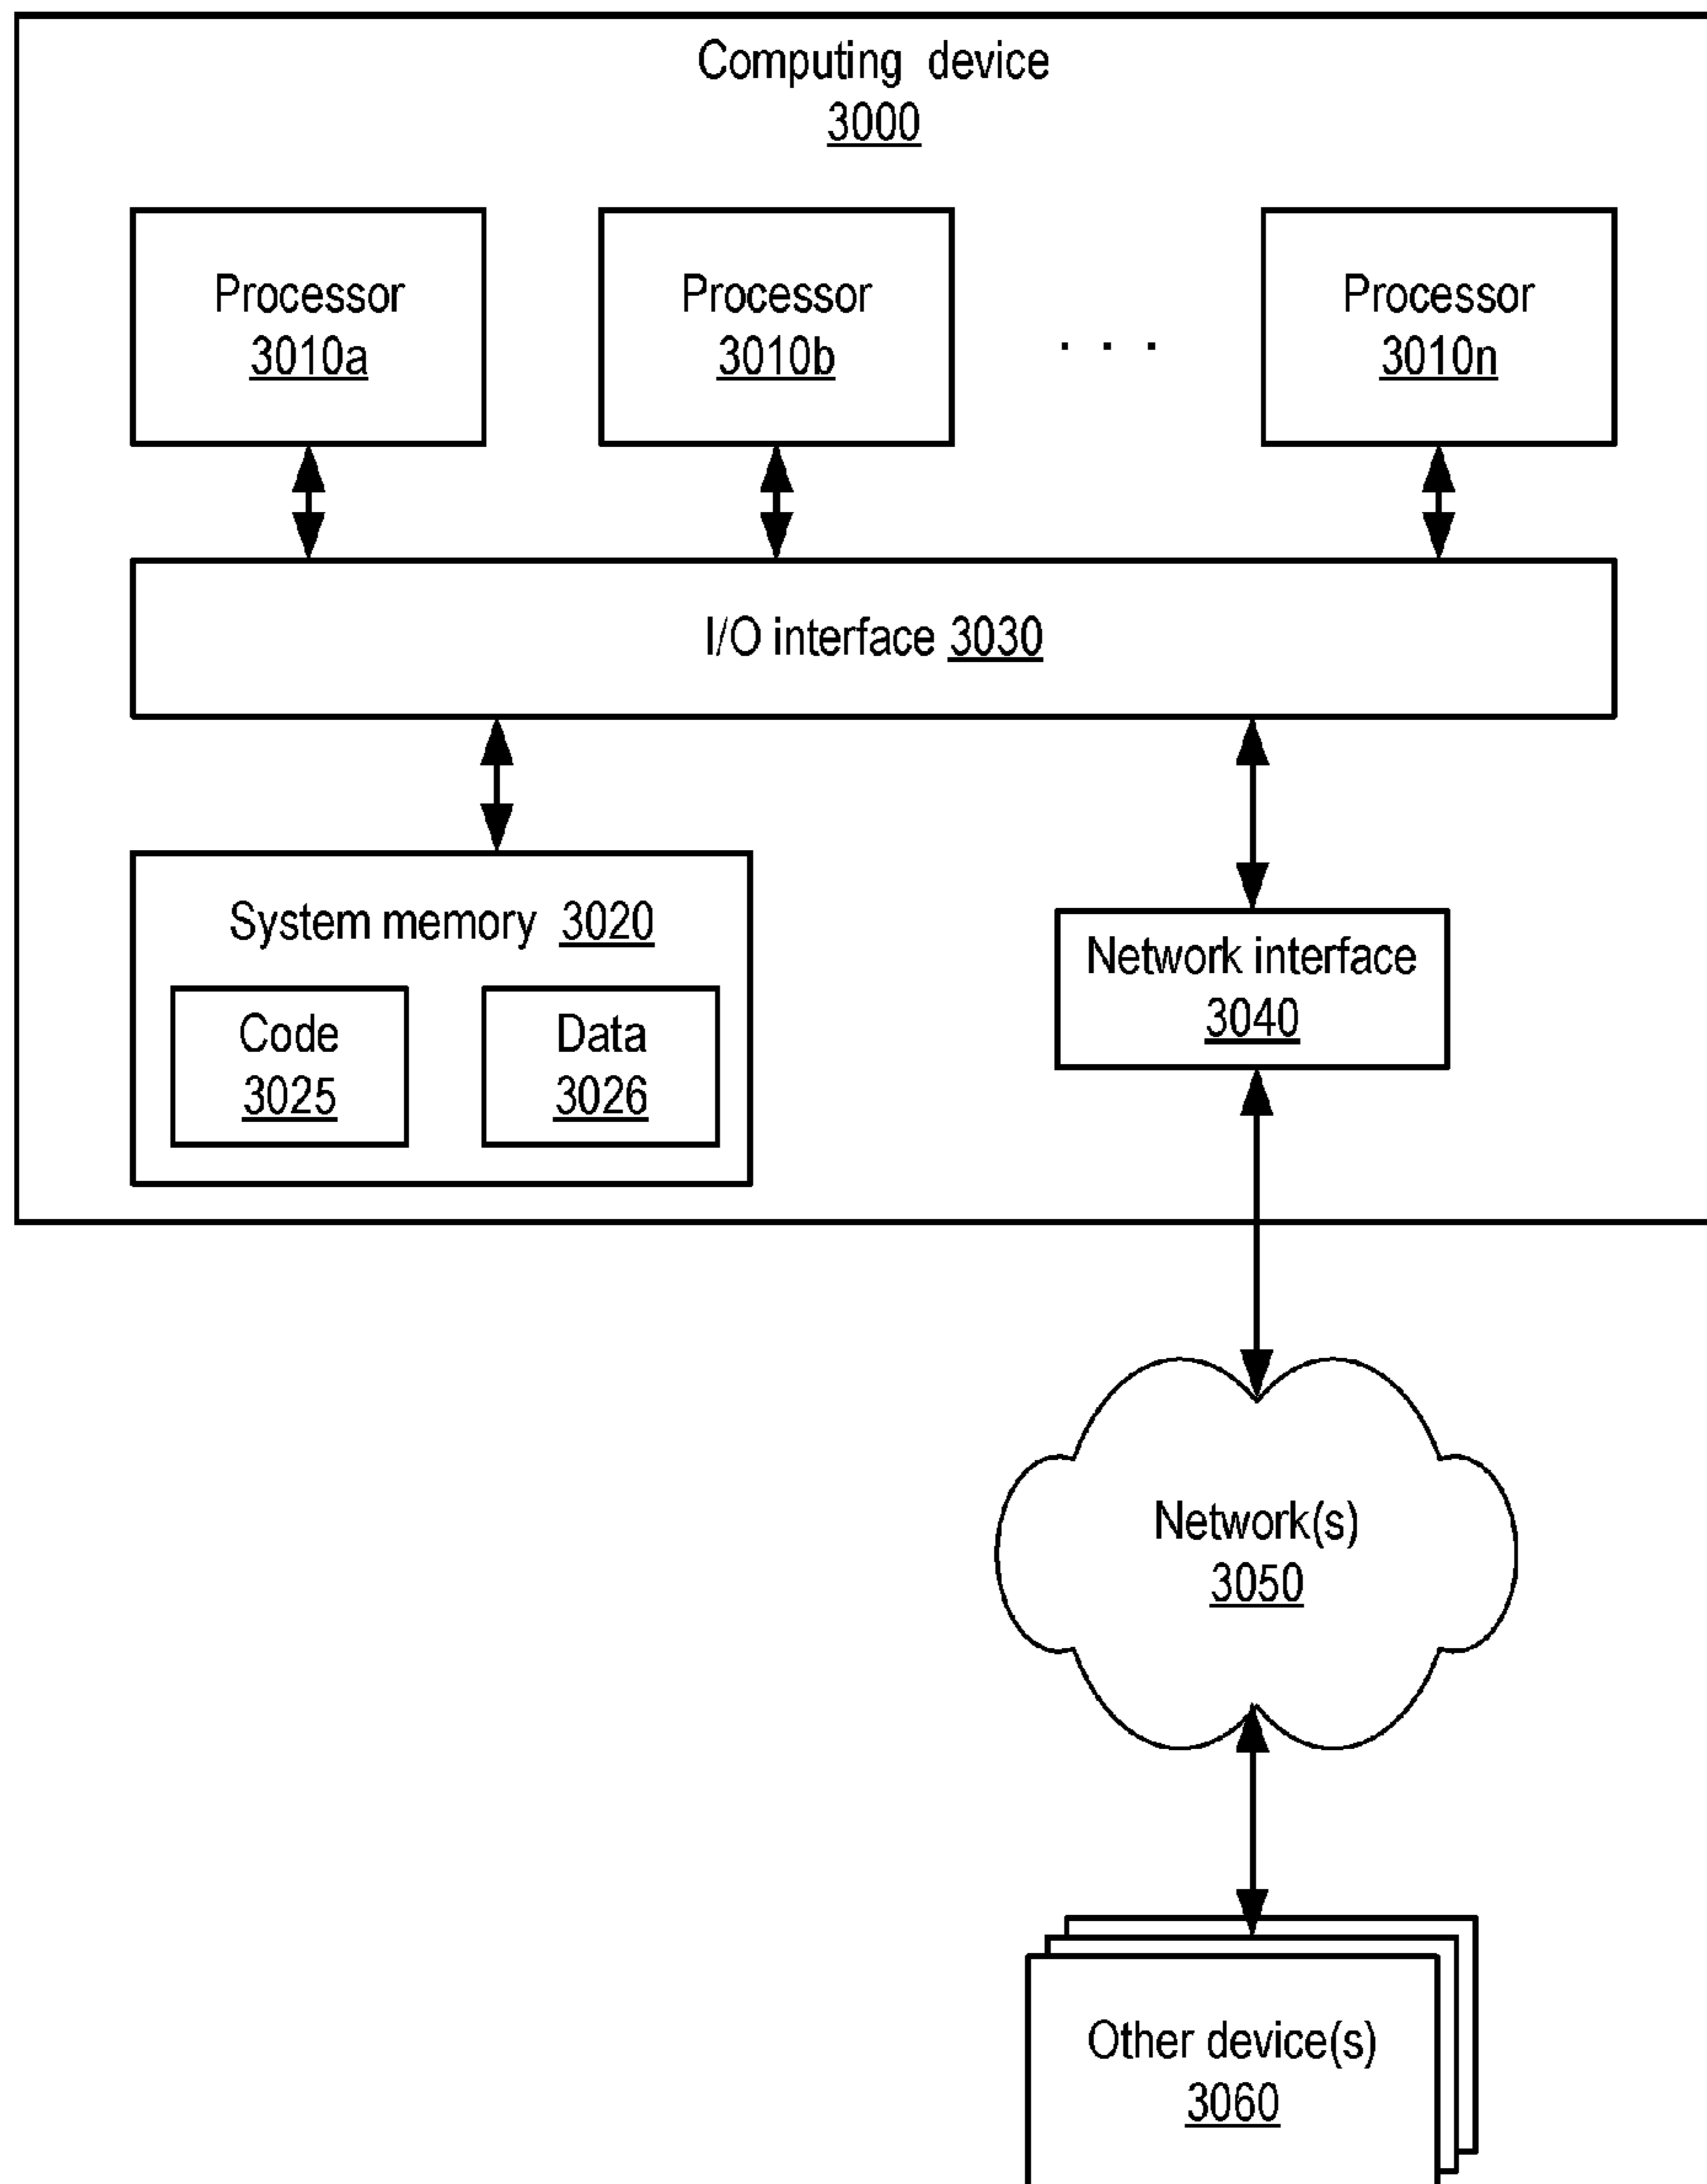 Computing device
3000
Processor
3010a
Processor
3010b
. . .
Processor
3010n
I/O interface 3030
System memory 3020
Code
3025
Data
3026
Network interface
3040
Network(s)
3050
Other device(s)
3060